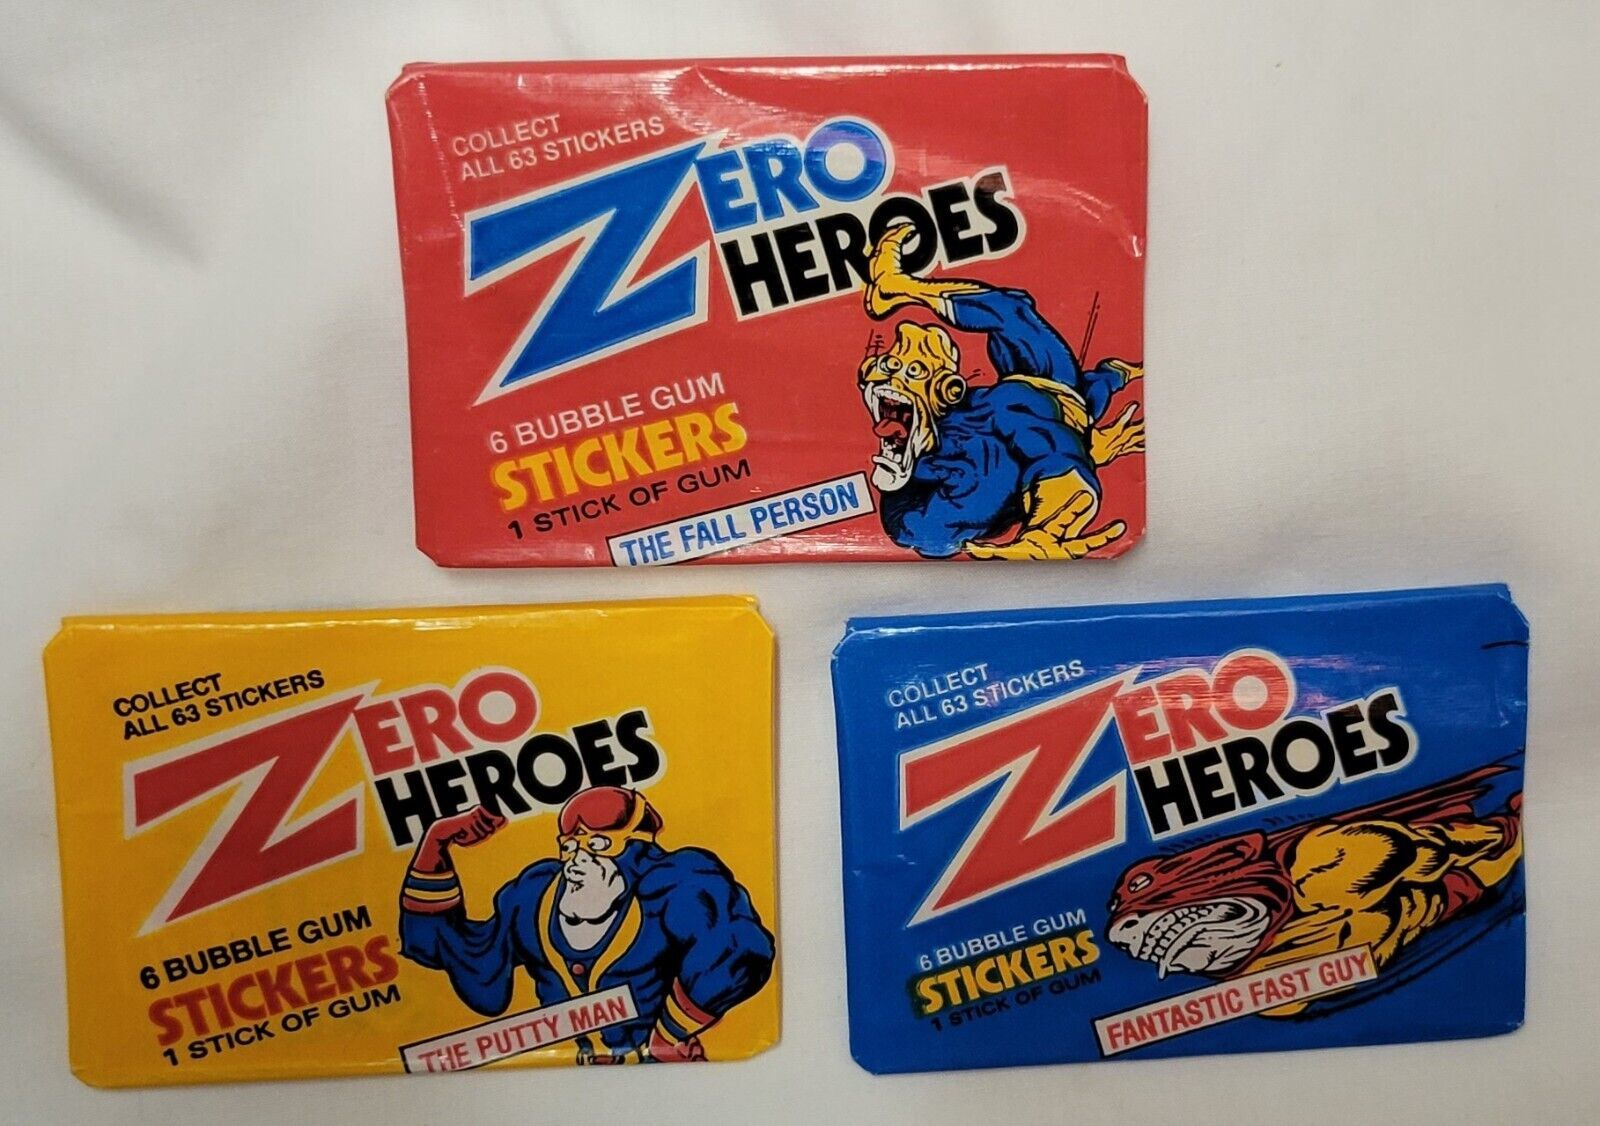 COLLECT
ALL 63 STICKERS
ZERO
HEROES
6 BUBBLE GUM
STICKERS
1 STICK OF GUM
THE FALL PERSON
COLLECT
ALL 63 STICKERS
ZERO
HEROES
6 BUBBLE GUM
STICKERS
1 STICK OF GUM
THE PUTTY MAN
COLLECT
ALL 63 STICKERS
ZERO
HEROES
6 BUBBLE GUM
STICKERS
1 STICK OF GUM
FANTASTIC FAST GUY